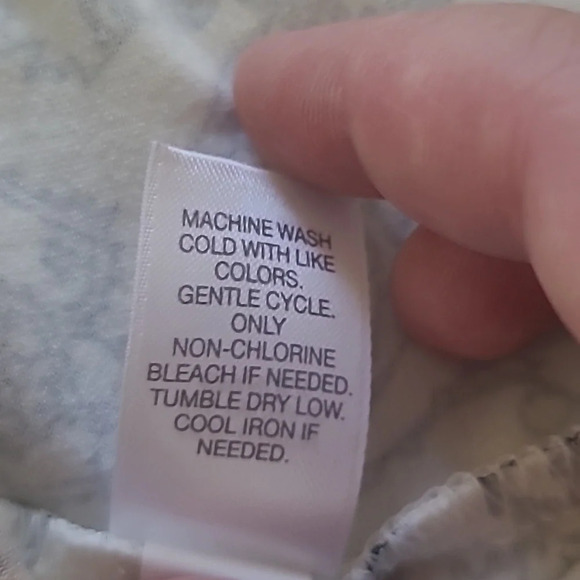 MACHINE WASH
COLD WITH LIKE
COLORS.
GENTLE CYCLE.
ONLY
NON-CHLORINE
BLEACH IF NEEDED.
TUMBLE DRY LOW.
COOL IRON IF
NEEDED.